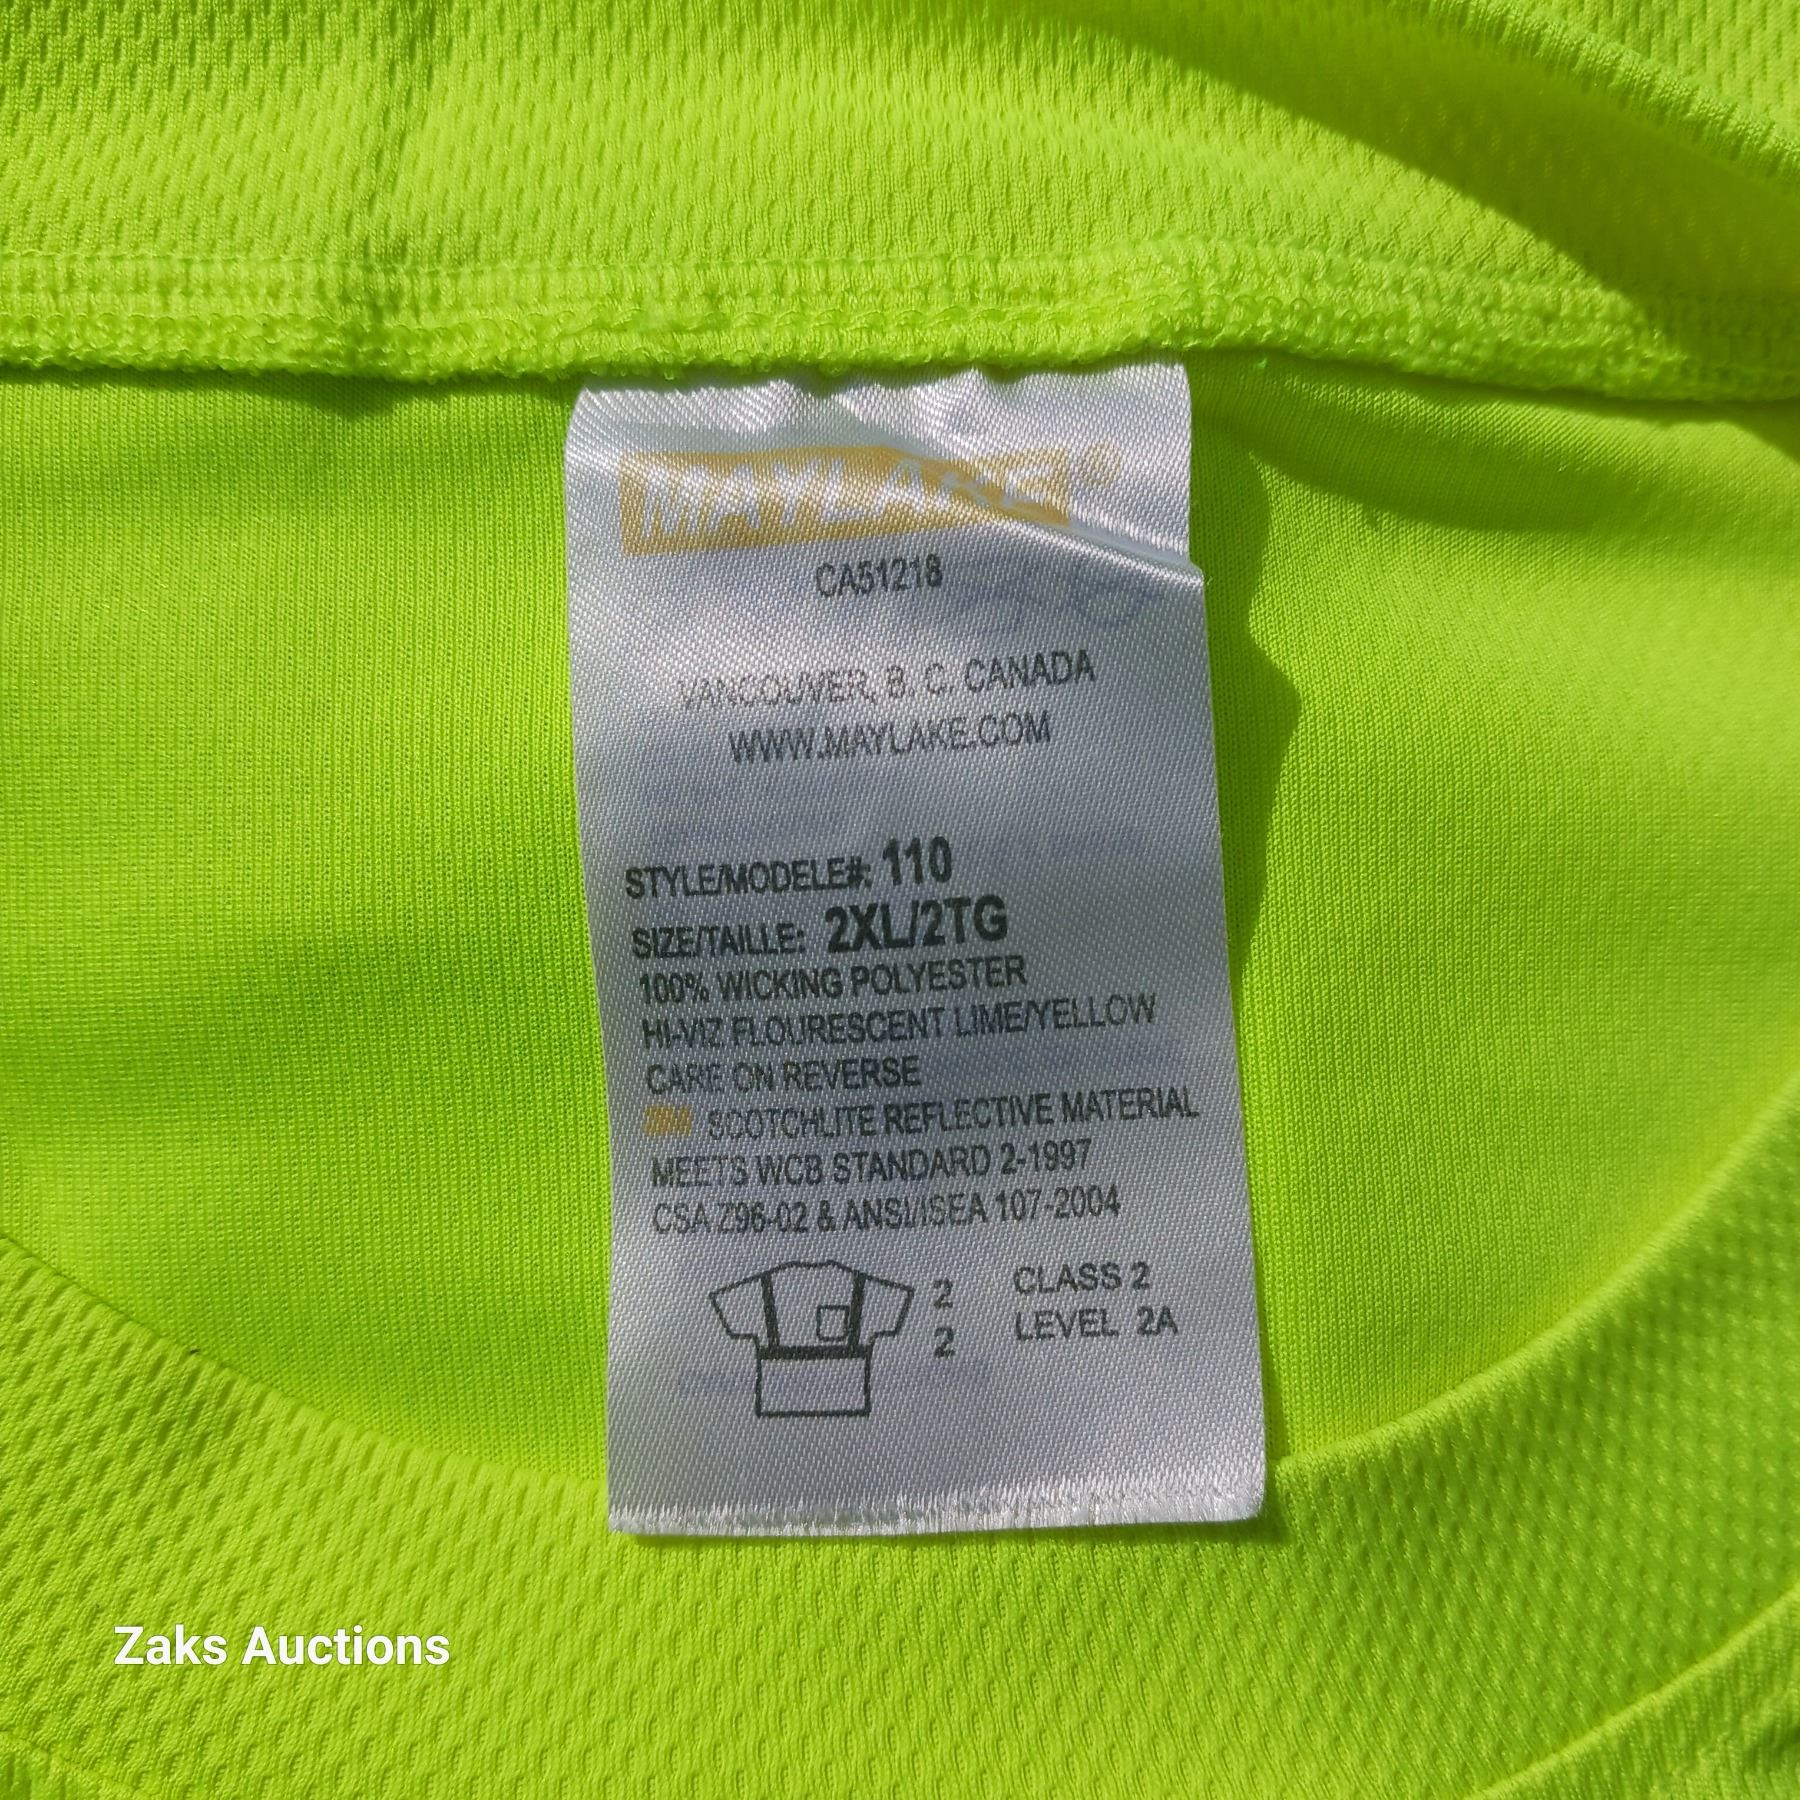 MAYLAKE®
CA51218
VANCOUVER, B. C. CANADA
WWW.MAYLAKE.COM
STYLE/MODELE#: 110
SIZE/TAILLE: 2XL/2TG
100% WICKING POLYESTER
HI-VIZ FLOURESCENT LIME/YELLOW
CARE ON REVERSE
3M SCOTCHLITE REFLECTIVE MATERIAL
MEETS WCB STANDARD 2-1997
CSA Z96-02 & ANSI/ISEA 107-2004
2 CLASS 2
2 LEVEL 2A
Zaks Auctions